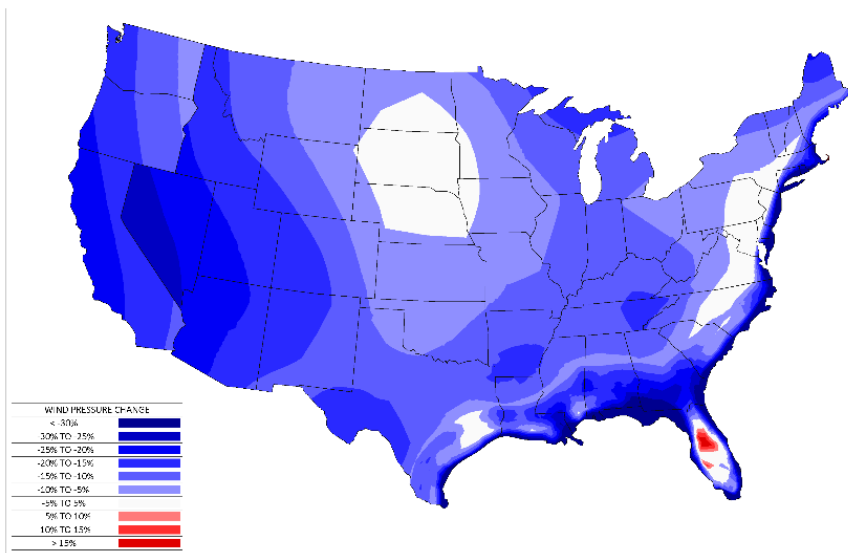 WIND PRESSURE CHANGE
< -30%
-30% TO -25%
-25% TO -20%
-20% TO -15%
-15% TO -10%
-10% TO -5%
-5% TO 5%
5% TO 10%
10% TO 15%
> 15%